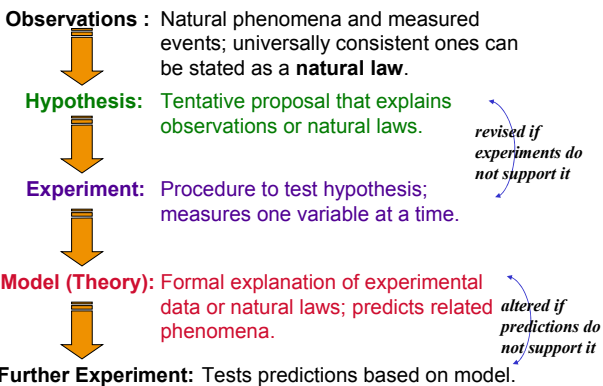 Observations : Natural phenomena and measured
events; universally consistent ones can
be stated as a natural law.
Hypothesis: Tentative proposal that explains
observations or natural laws.
revised if
experiments do
not support it
Experiment: Procedure to test hypothesis;
measures one variable at a time.
Model (Theory): Formal explanation of experimental
data or natural laws; predicts related
phenomena.
altered if
predictions do
not support it
Further Experiment: Tests predictions based on model.